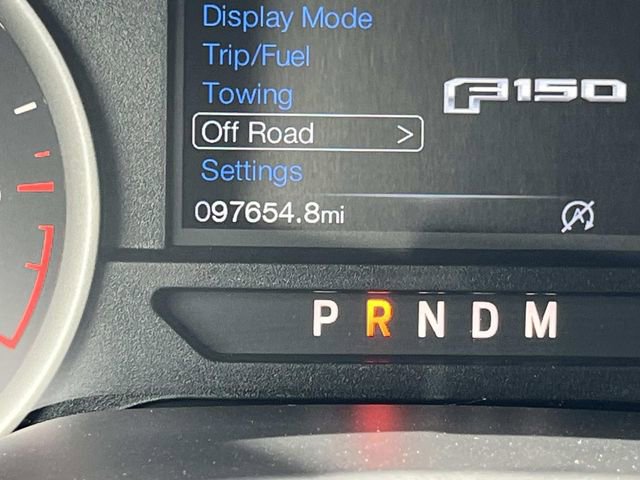 Display Mode
Trip/Fuel
Towing
F150
Off Road >
Settings
097654.8mi
P R N D M